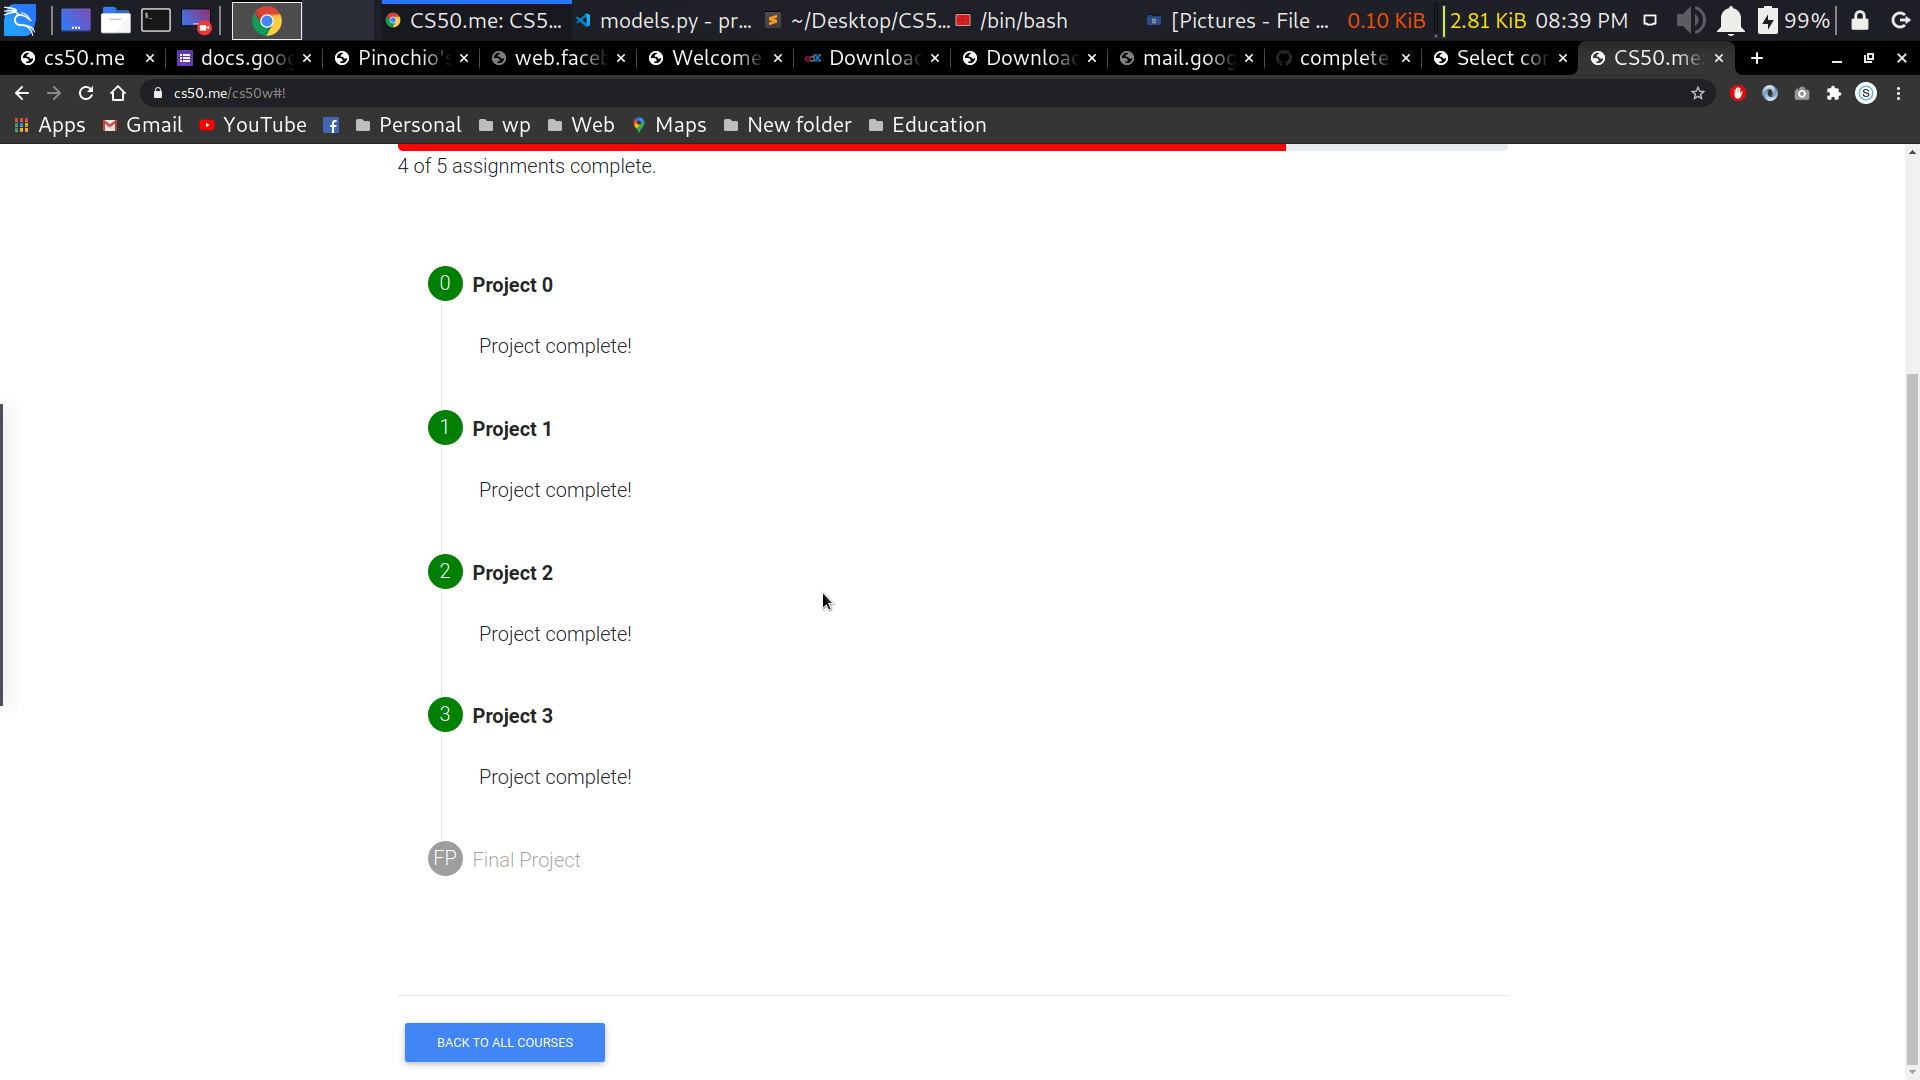 CS50.me: CS5... models.py - pr... ~/Desktop/CS5... /bin/bash [Pictures - File ... 0.10 KiB 2.81 KiB 08:39 PM 99%
cs50.me docs.goo Pinochio's web.face Welcome Downloa Downloa mail.goog complete Select co CS50.me:
cs50.me/cs50w#!
Apps Gmail YouTube Personal wp Web Maps New folder Education
4 of 5 assignments complete.
0 Project 0
Project complete!
1 Project 1
Project complete!
2 Project 2
Project complete!
3 Project 3
Project complete!
FP Final Project
BACK TO ALL COURSES